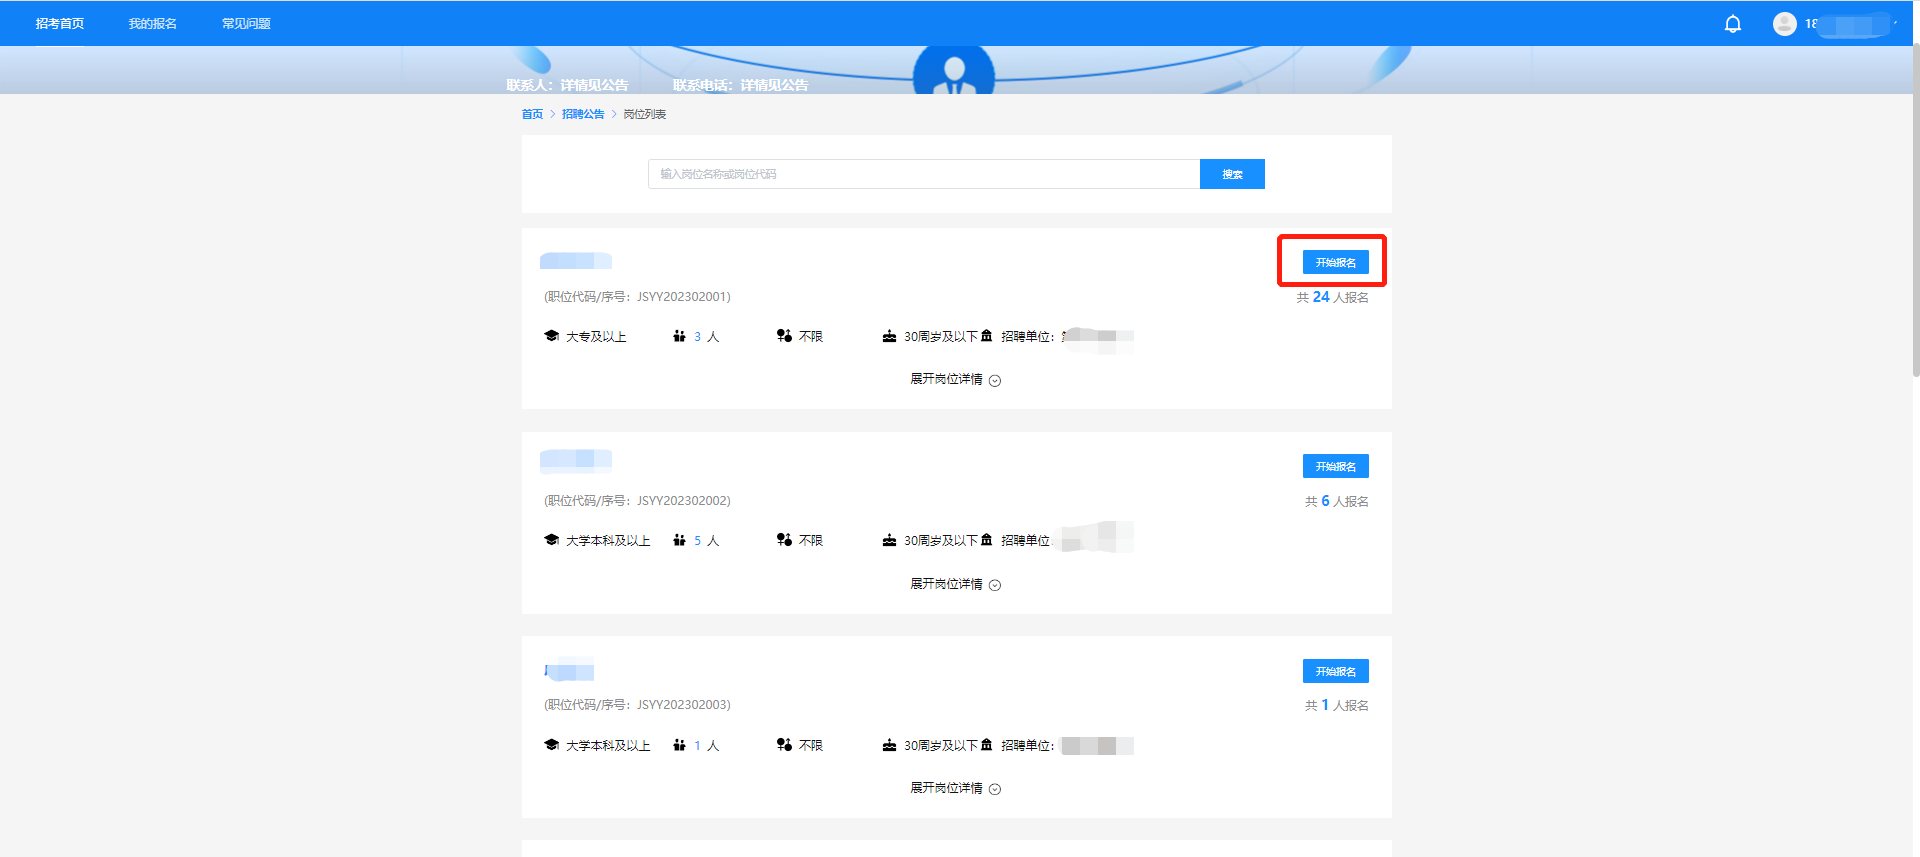 招考首页 我的报名 常见问题 18
联系人：详情见公告 联系电话：详情见公告
首页 > 招聘公告 > 岗位列表
输入岗位名称或岗位代码 搜索
开始报名
(职位代码/序号：JSYY202302001) 共 24 人报名
大专及以上 3 人 不限 30周岁及以下 招聘单位：
展开岗位详情
开始报名
(职位代码/序号：JSYY202302002) 共 6 人报名
大学本科及以上 5 人 不限 30周岁及以下 招聘单位
展开岗位详情
开始报名
(职位代码/序号：JSYY202302003) 共 1 人报名
大学本科及以上 1 人 不限 30周岁及以下 招聘单位：
展开岗位详情